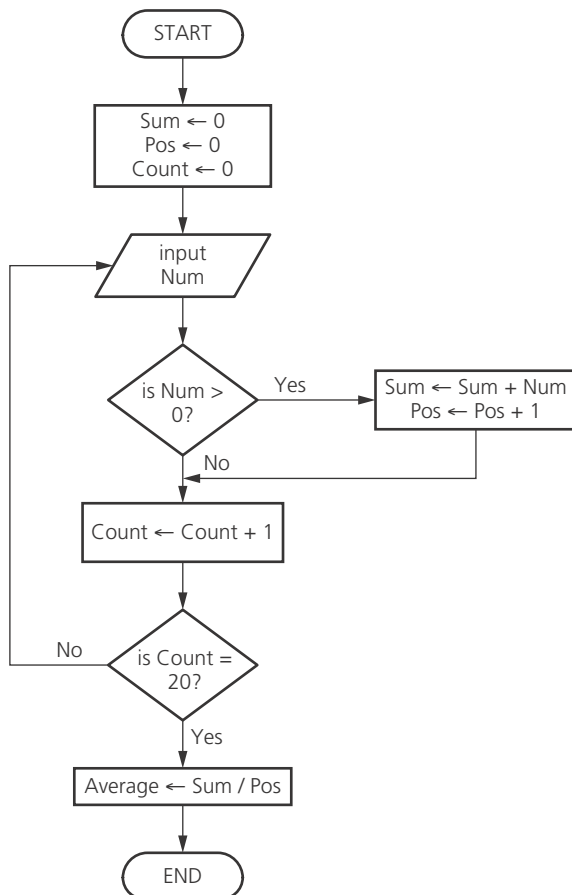 START
Sum ← 0
Pos ← 0
Count ← 0
input
Num
is Num >
0?
Yes
Sum ← Sum + Num
Pos ← Pos + 1
No
Count ← Count + 1
No
is Count =
20?
Yes
Average ← Sum / Pos
END